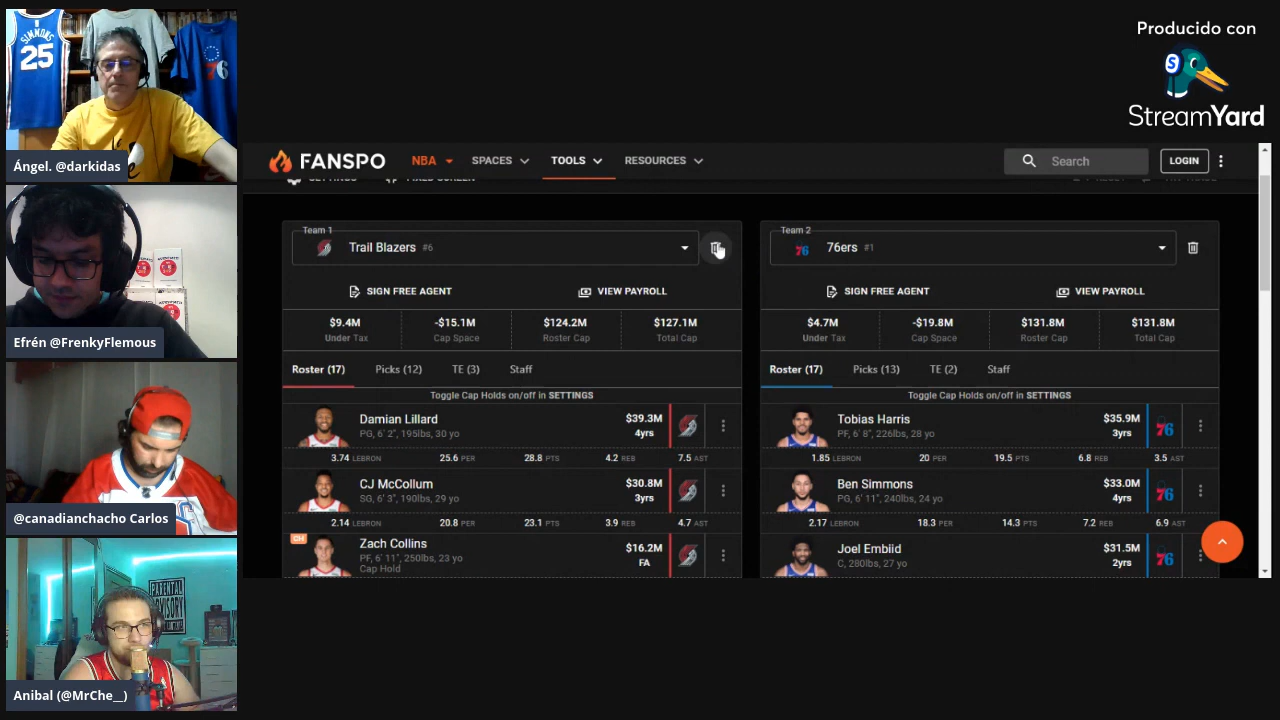 Producido con
StreamYard
SIMMONS
25
76
Ángel. @darkidas
Efrén @FrenkyFlemous
@canadianchacho Carlos
PARENTAL
ADVISORY
Anibal (@MrChe__)
FANSPO
NBA
SPACES
TOOLS
RESOURCES
Search
LOGIN
Team 1
Trail Blazers #6
SIGN FREE AGENT
VIEW PAYROLL
$9.4M -$15.1M $124.2M $127.1M
Under Tax Cap Space Roster Cap Total Cap
Roster (17) Picks (12) TE (3) Staff
Toggle Cap Holds on/off in SETTINGS
Damian Lillard $39.3M
PG, 6' 2", 195lbs, 30 yo 4yrs
3.74 LEBRON 25.6 PER 28.8 PTS 4.2 REB 7.5 AST
CJ McCollum $30.8M
SG, 6' 3", 190lbs, 29 yo 3yrs
2.14 LEBRON 20.8 PER 23.1 PTS 3.9 REB 4.7 AST
CH
Zach Collins $16.2M
PF, 6' 11", 250lbs, 23 yo FA
Cap Hold
Team 2
76ers #1
SIGN FREE AGENT
VIEW PAYROLL
$4.7M -$19.8M $131.8M $131.8M
Under Tax Cap Space Roster Cap Total Cap
Roster (17) Picks (13) TE (2) Staff
Toggle Cap Holds on/off in SETTINGS
Tobias Harris $35.9M
PF, 6' 8", 226lbs, 28 yo 3yrs
1.85 LEBRON 20 PER 19.5 PTS 6.8 REB 3.5 AST
Ben Simmons $33.0M
PG, 6' 11", 240lbs, 24 yo 4yrs
2.17 LEBRON 18.3 PER 14.3 PTS 7.2 REB 6.9 AST
Joel Embiid $31.5M
C, 280lbs, 27 yo 2yrs